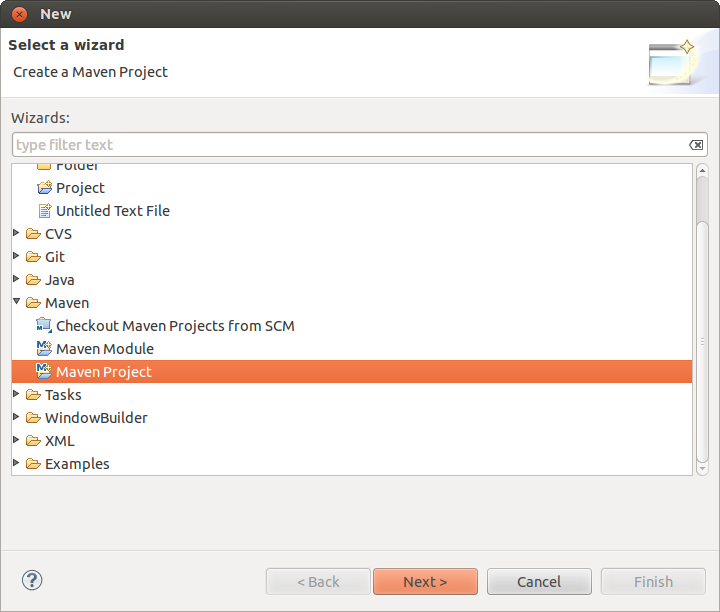 New
Select a wizard
Create a Maven Project
Wizards:
type filter text
Folder
Project
Untitled Text File
CVS
Git
Java
Maven
Checkout Maven Projects from SCM
Maven Module
Maven Project
Tasks
WindowBuilder
XML
Examples
? < Back Next > Cancel Finish